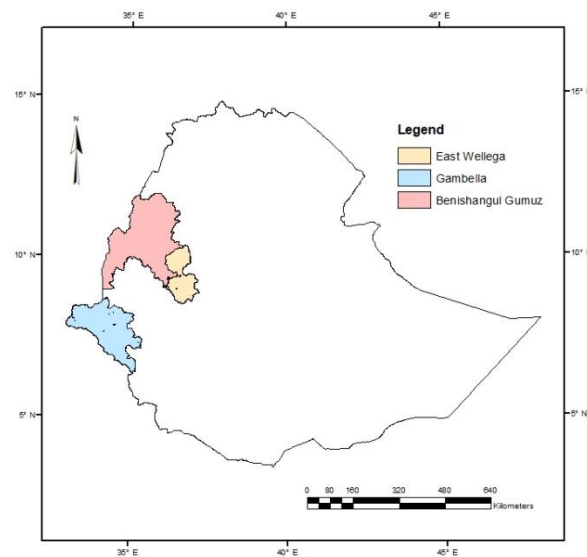 35° E
40° E
45° E
15° N
15° N
N
Legend
East Wellega
Gambella
Benishangul Gumuz
10° N
10° N
5° N
5° N
0 80 160 320 480 640
Kilometers
35° E
40° E
45° E